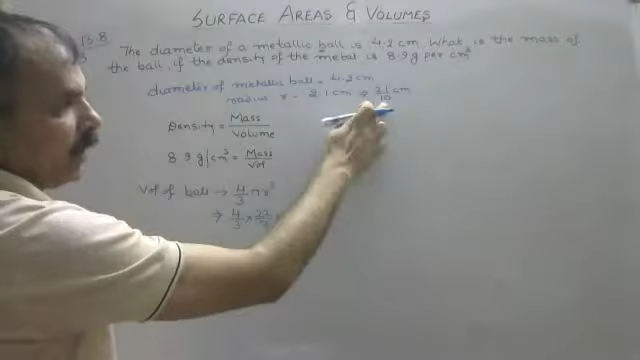 SURFACE AREAS & VOLUMES
13.8
3
The diameter of a metallic ball is 4.2 cm. What is the mass of
the ball, if the density of the metal is 8.9 g per cm³
diameter of metallic ball = 4.2 cm
radius r = 2.1 cm ⇒ 21/10 cm
Density = Mass/Volume
8.9 g/cm³ = Mass/Vol
Vol of ball → 4/3 πr³
⇒ 4/3 × 22/7 ×